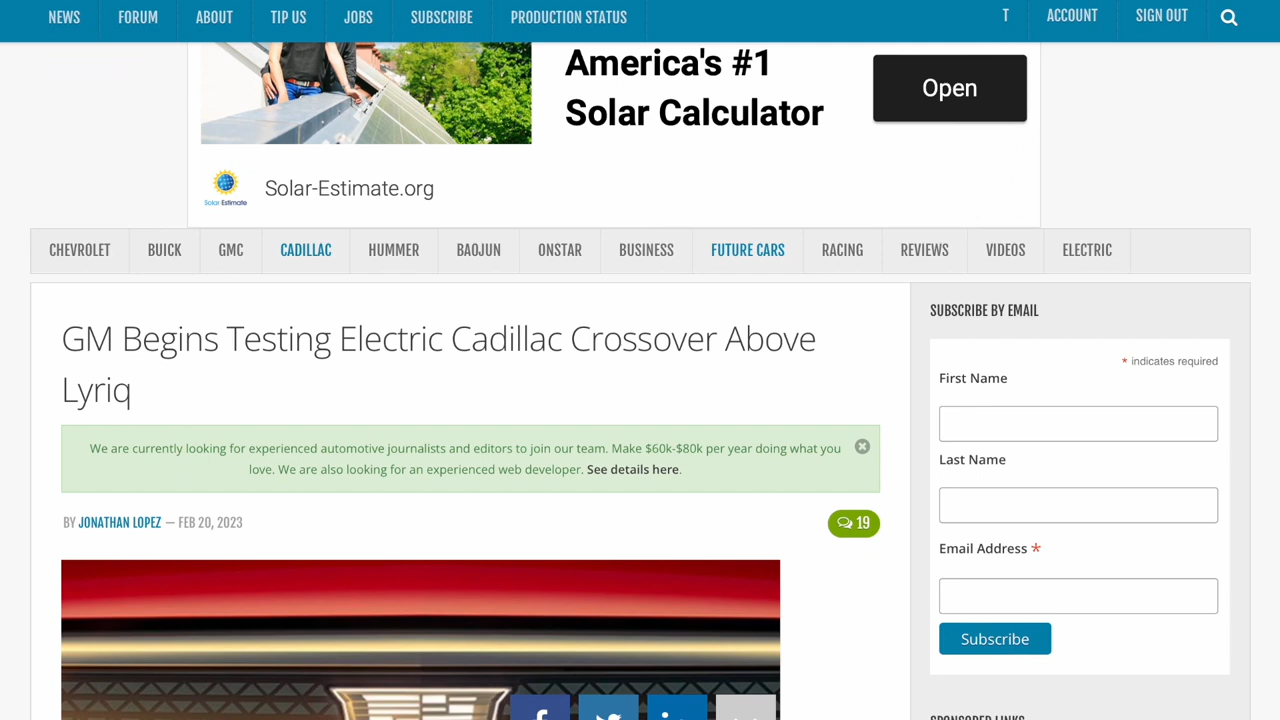 NEWS FORUM ABOUT TIP US JOBS SUBSCRIBE PRODUCTION STATUS T ACCOUNT SIGN OUT
America's #1
Solar Calculator
Open
Solar Estimate
Solar-Estimate.org
CHEVROLET BUICK GMC CADILLAC HUMMER BAOJUN ONSTAR BUSINESS FUTURE CARS RACING REVIEWS VIDEOS ELECTRIC
GM Begins Testing Electric Cadillac Crossover Above
Lyriq
We are currently looking for experienced automotive journalists and editors to join our team. Make $60k-$80k per year doing what you
love. We are also looking for an experienced web developer. See details here.
BY JONATHAN LOPEZ — FEB 20, 2023
19
SUBSCRIBE BY EMAIL
* indicates required
First Name
Last Name
Email Address *
Subscribe
SPONSORED LINKS